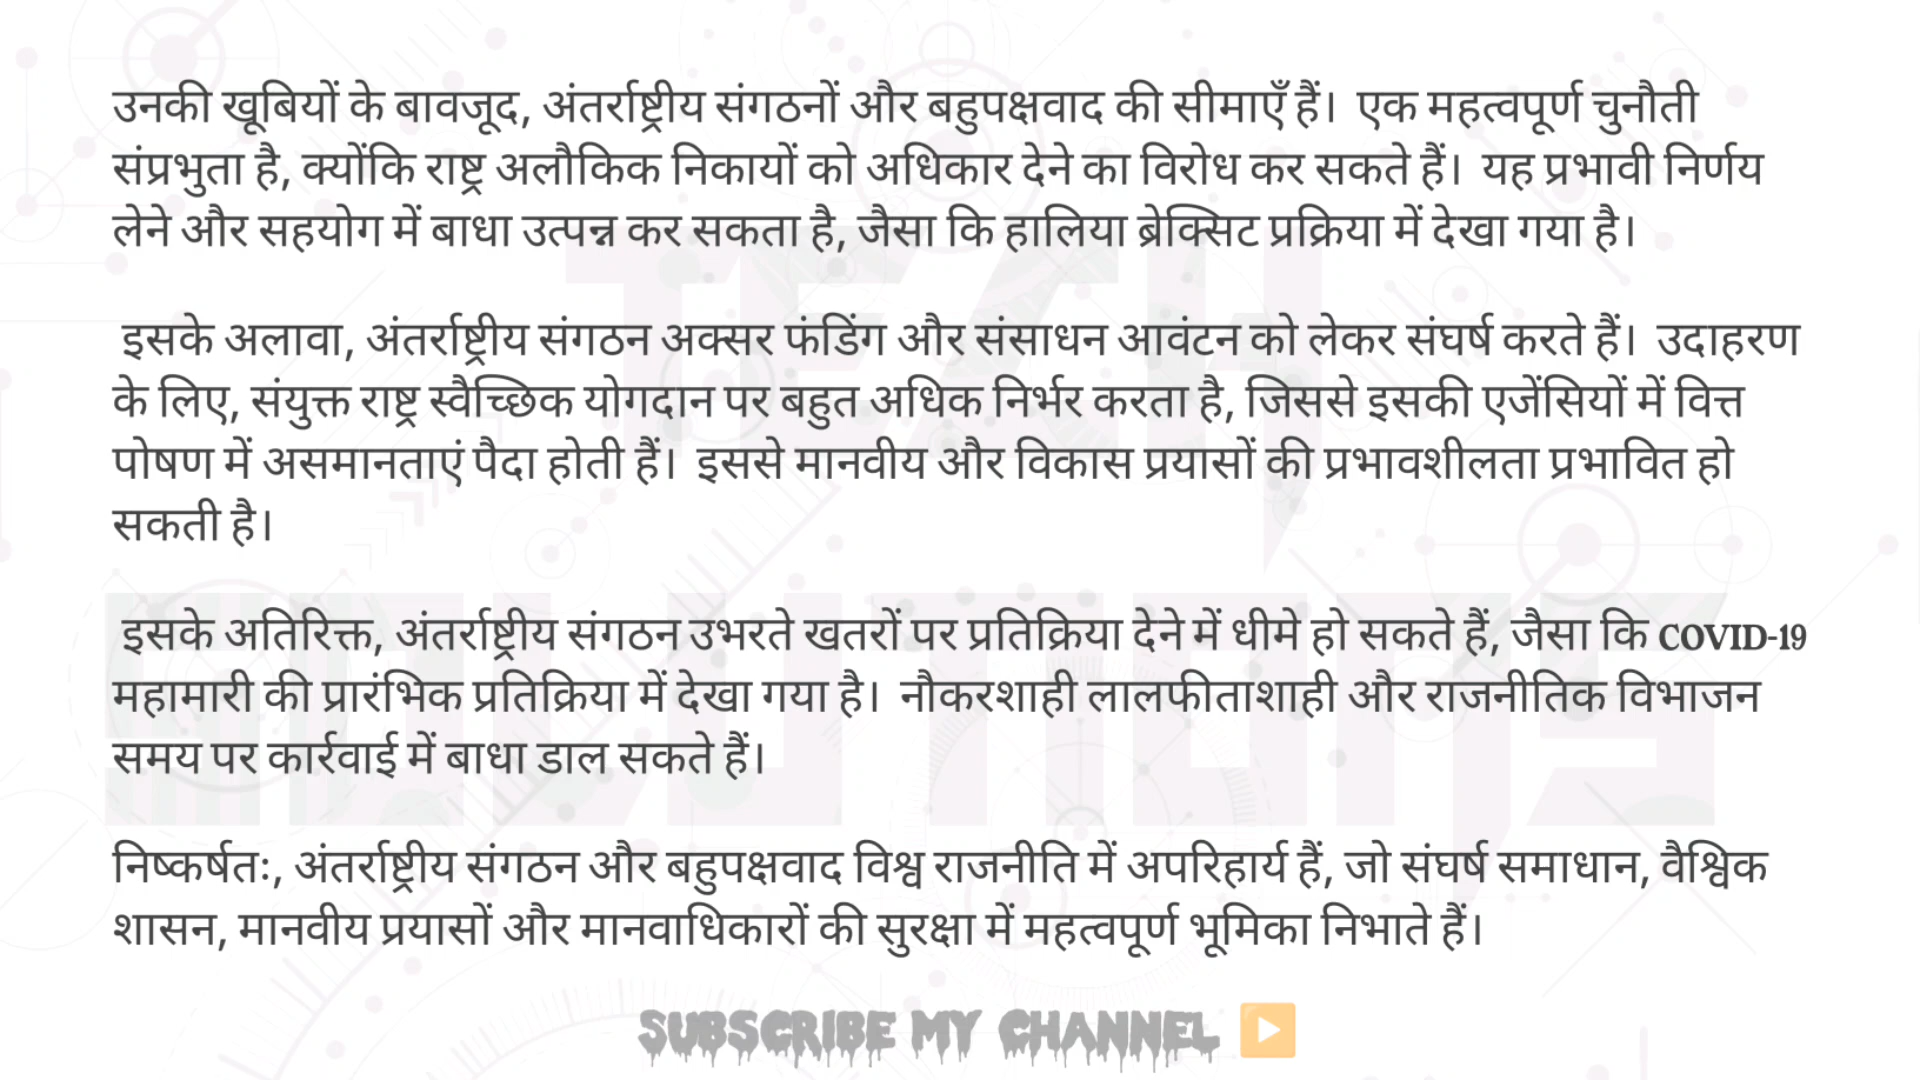 उनकी खूबियों के बावजूद, अंतर्राष्ट्रीय संगठनों और बहुपक्षवाद की सीमाएँ हैं। एक महत्वपूर्ण चुनौती
संप्रभुता है, क्योंकि राष्ट्र अलौकिक निकायों को अधिकार देने का विरोध कर सकते हैं। यह प्रभावी निर्णय
लेने और सहयोग में बाधा उत्पन्न कर सकता है, जैसा कि हालिया ब्रेक्सिट प्रक्रिया में देखा गया है।
इसके अलावा, अंतर्राष्ट्रीय संगठन अक्सर फंडिंग और संसाधन आवंटन को लेकर संघर्ष करते हैं। उदाहरण
के लिए, संयुक्त राष्ट्र स्वैच्छिक योगदान पर बहुत अधिक निर्भर करता है, जिससे इसकी एजेंसियों में वित्त
पोषण में असमानताएं पैदा होती हैं। इससे मानवीय और विकास प्रयासों की प्रभावशीलता प्रभावित हो
सकती है।
इसके अतिरिक्त, अंतर्राष्ट्रीय संगठन उभरते खतरों पर प्रतिक्रिया देने में धीमे हो सकते हैं, जैसा कि COVID-19
महामारी की प्रारंभिक प्रतिक्रिया में देखा गया है। नौकरशाही लालफीताशाही और राजनीतिक विभाजन
समय पर कार्रवाई में बाधा डाल सकते हैं।
निष्कर्षतः, अंतर्राष्ट्रीय संगठन और बहुपक्षवाद विश्व राजनीति में अपरिहार्य हैं, जो संघर्ष समाधान, वैश्विक
शासन, मानवीय प्रयासों और मानवाधिकारों की सुरक्षा में महत्वपूर्ण भूमिका निभाते हैं।
TECH
SOLUTIONS
SUBSCRIBE MY CHANNEL